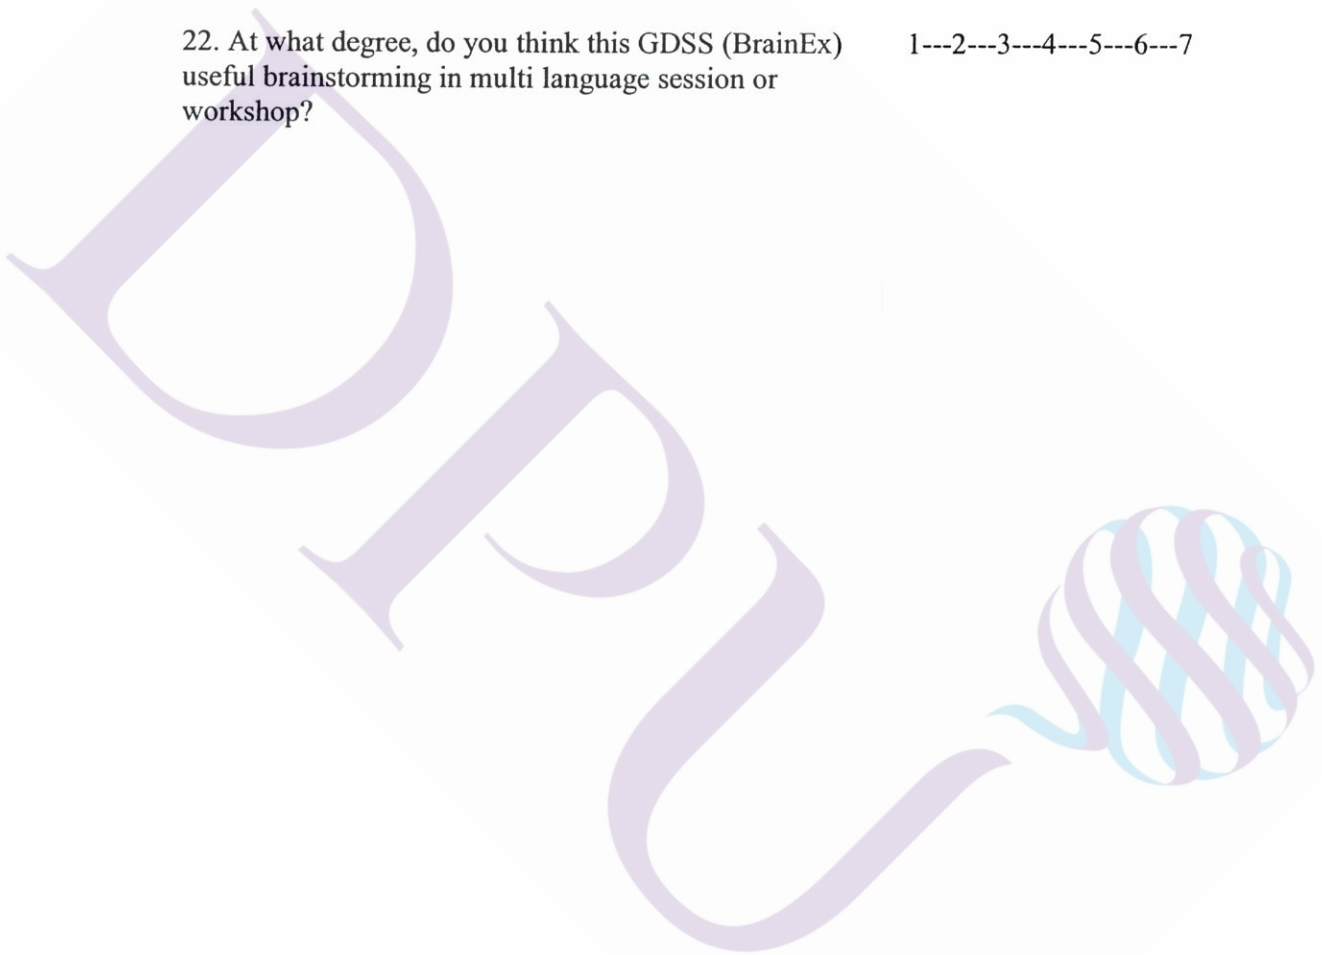 22. At what degree, do you think this GDSS (BrainEx) 1---2---3---4---5---6---7
useful brainstorming in multi language session or
workshop?
DPU